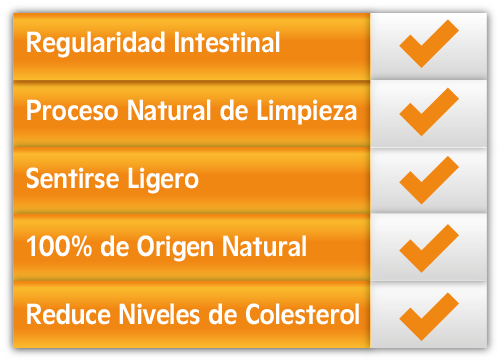 Regularidad Intestinal
Proceso Natural de Limpieza
Sentirse Ligero
100% de Origen Natural
Reduce Niveles de Colesterol